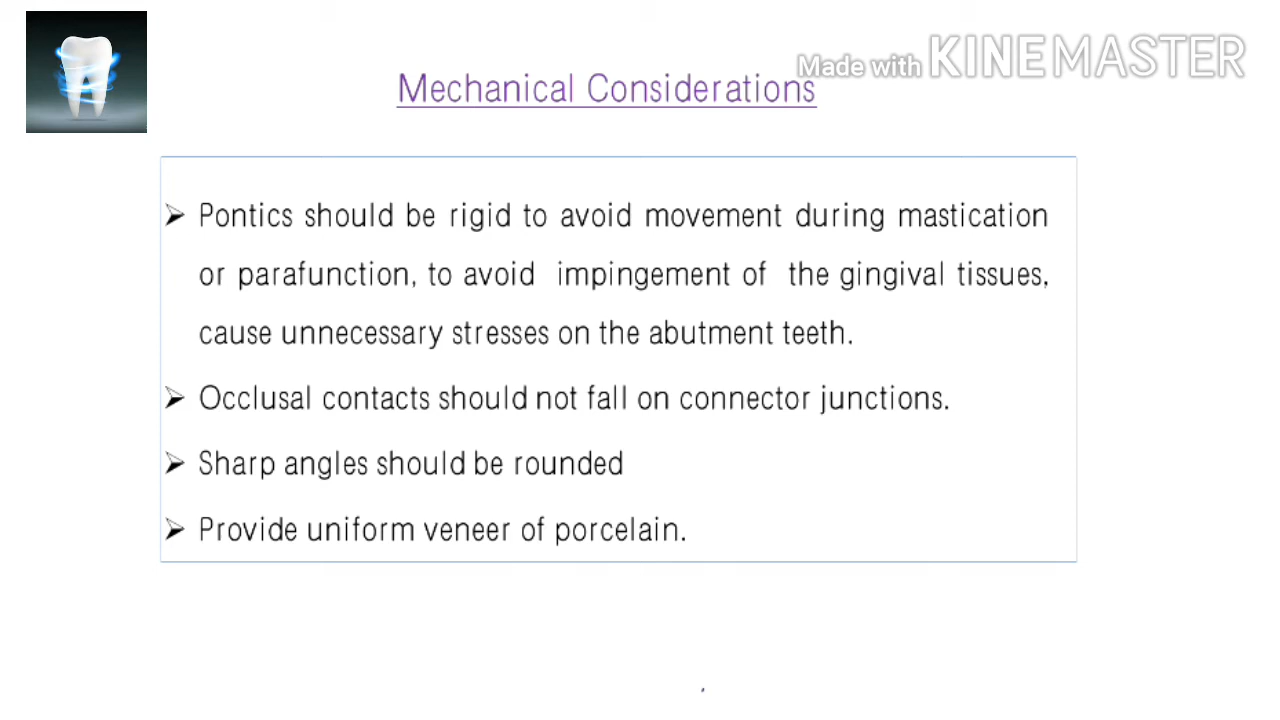 Made with KINEMASTER
Mechanical Considerations
➢ Pontics should be rigid to avoid movement during mastication
or parafunction, to avoid impingement of the gingival tissues,
cause unnecessary stresses on the abutment teeth.
➢ Occlusal contacts should not fall on connector junctions.
➢ Sharp angles should be rounded
➢ Provide uniform veneer of porcelain.